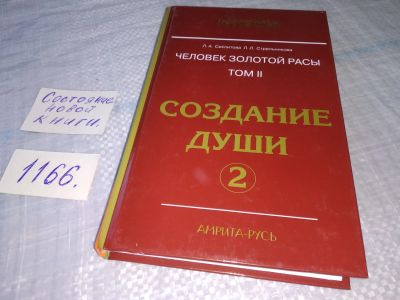 Л.А. Секлитова Л.Л. Стрельникова
ЧЕЛОВЕК ЗОЛОТОЙ РАСЫ
ТОМ II
СОЗДАНИЕ
ДУШИ
2
АМРИТА-РУСЬ
Состояние
новой
книги.
1166.